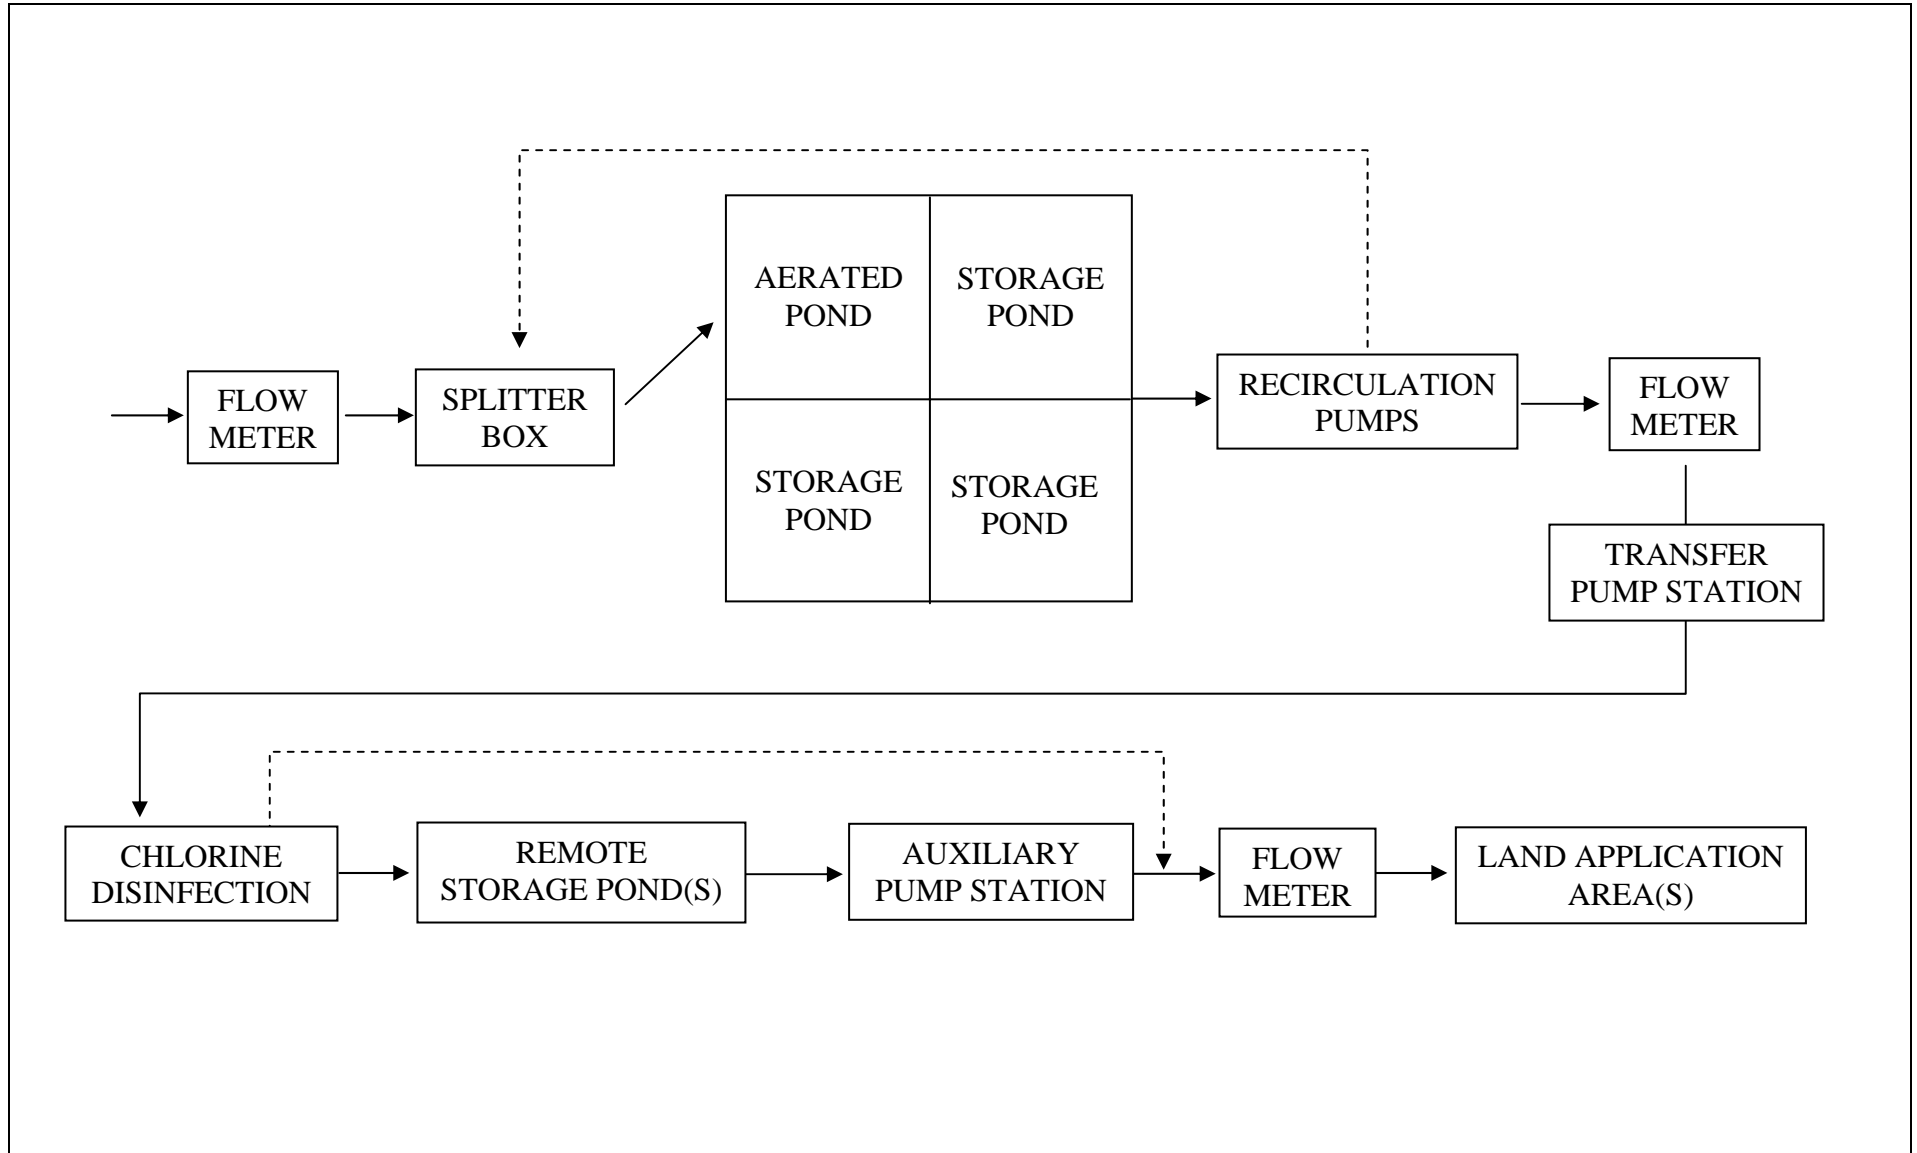 AERATED
POND
STORAGE
POND
FLOW
METER
SPLITTER
BOX
STORAGE
POND
STORAGE
POND
RECIRCULATION
PUMPS
FLOW
METER
TRANSFER
PUMP STATION
CHLORINE
DISINFECTION
REMOTE
STORAGE POND(S)
AUXILIARY
PUMP STATION
FLOW
METER
LAND APPLICATION
AREA(S)